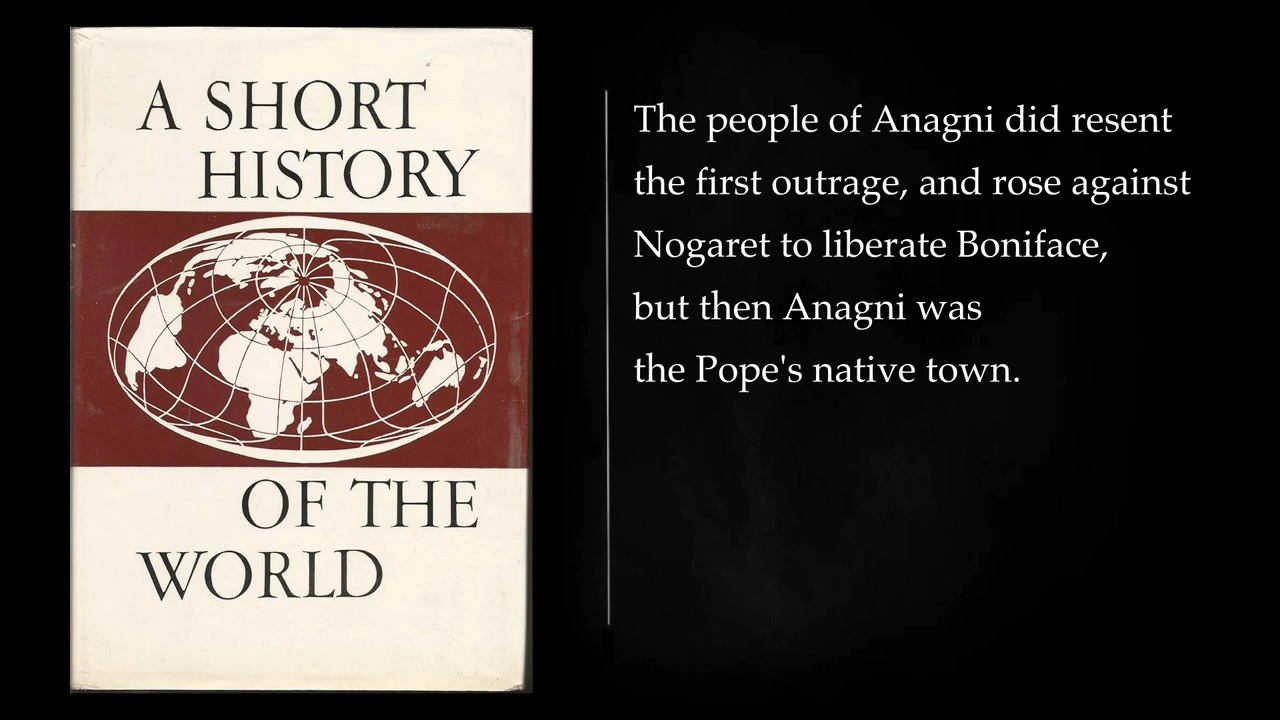 A SHORT
HISTORY
OF THE
WORLD
The people of Anagni did resent
the first outrage, and rose against
Nogaret to liberate Boniface,
but then Anagni was
the Pope's native town.